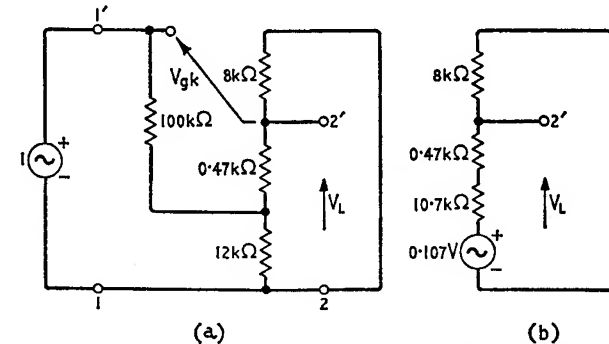 1′
V_gk
8kΩ
2′
100kΩ
0·47kΩ
1
+
-
V_L
12kΩ
1
2
(a)
8kΩ
2′
0·47kΩ
10·7kΩ
V_L
0·107V
+
-
(b)